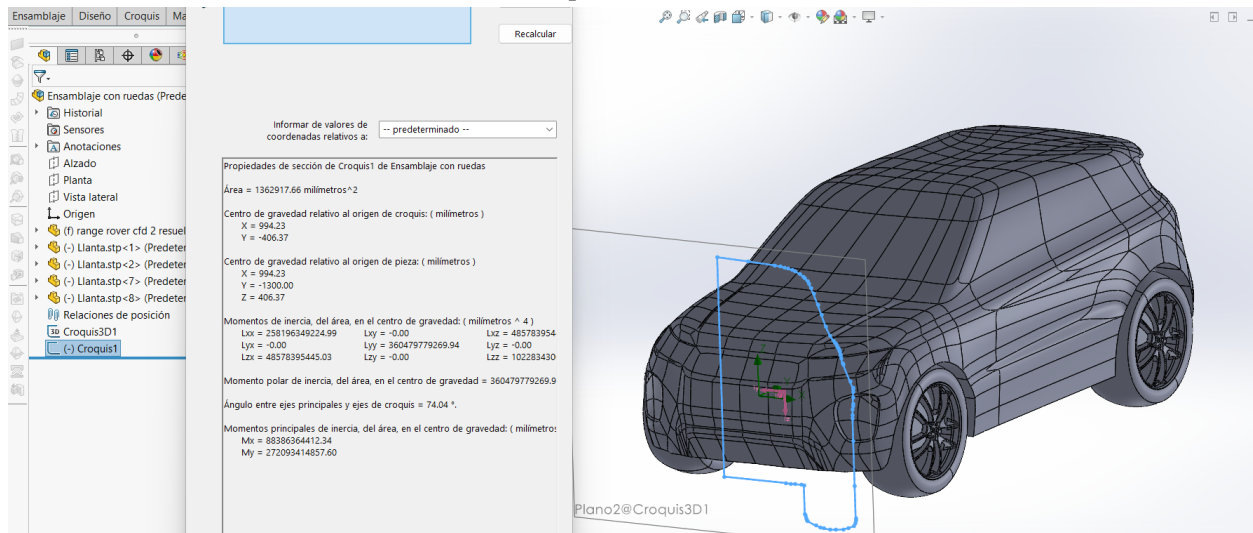 Ensamblaje Diseño Croquis Ma
Recalcular
Ensamblaje con ruedas (Prede
Historial
Sensores
A Anotaciones
Alzado
Planta
Vista lateral
Origen
(f) range rover cfd 2 resuel
(-) Llanta.stp<1> (Predeter
(-) Llanta.stp<2> (Predeter
(-) Llanta.stp<7> (Predeter
(-) Llanta.stp<8> (Predeter
Relaciones de posición
3D Croquis3D1
(-) Croquis1
Informar de valores de
coordenadas relativos a:
-- predeterminado --
Propiedades de sección de Croquis1 de Ensamblaje con ruedas
Área = 1362917.66 milímetros^2
Centro de gravedad relativo al origen de croquis: ( milímetros )
X = 994.23
Y = -406.37
Centro de gravedad relativo al origen de pieza: ( milímetros )
X = 994.23
Y = -1300.00
Z = 406.37
Momentos de inercia, del área, en el centro de gravedad: ( milímetros ^ 4 )
Lxx = 258196349224.99 Lxy = -0.00 Lxz = 485783954
Lyx = -0.00 Lyy = 360479779269.94 Lyz = -0.00
Lzx = 48578395445.03 Lzy = -0.00 Lzz = 102283430
Momento polar de inercia, del área, en el centro de gravedad = 360479779269.9
Ángulo entre ejes principales y ejes de croquis = 74.04 °.
Momentos principales de inercia, del área, en el centro de gravedad: ( milímetros
Mx = 88386364412.34
My = 272093414857.60
Z
Y
X
Plano2@Croquis3D1